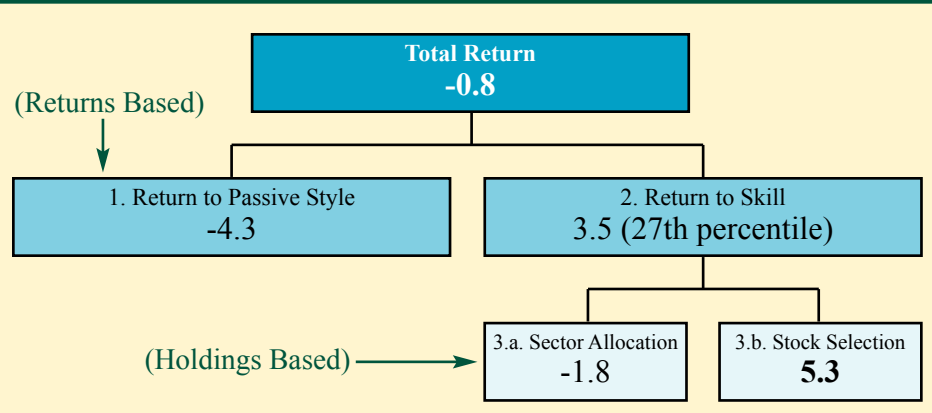 Total Return
-0.8
(Returns Based)
1. Return to Passive Style
-4.3
2. Return to Skill
3.5 (27th percentile)
(Holdings Based)
3.a. Sector Allocation
-1.8
3.b. Stock Selection
5.3